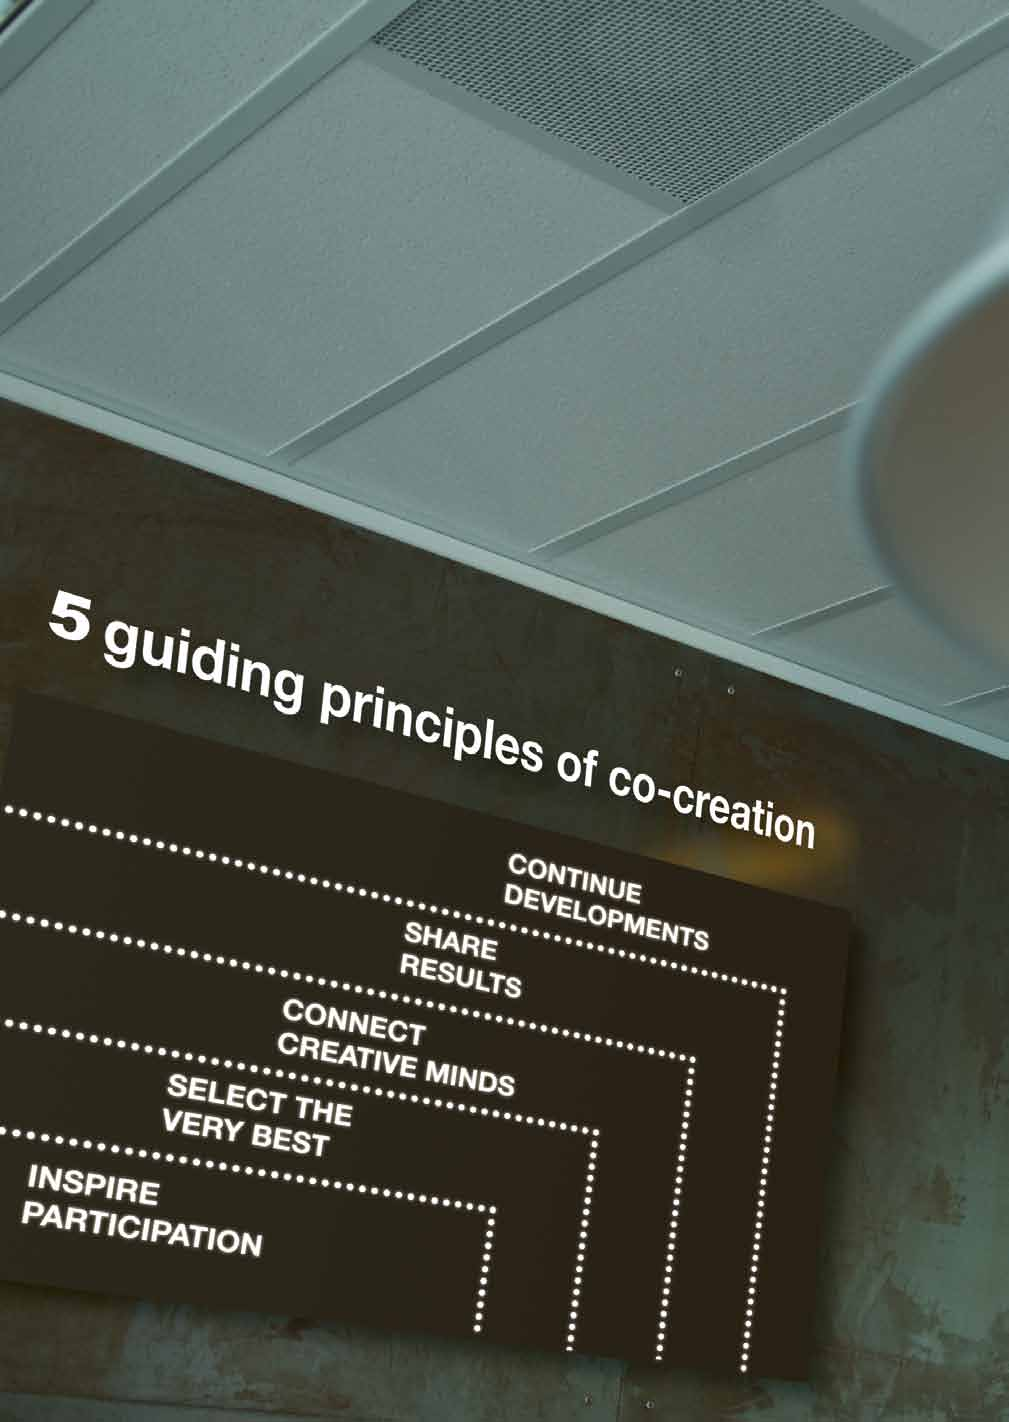 5 guiding principles of co-creation
CONTINUE
DEVELOPMENTS
SHARE
RESULTS
CONNECT
CREATIVE MINDS
SELECT THE
VERY BEST
INSPIRE
PARTICIPATION